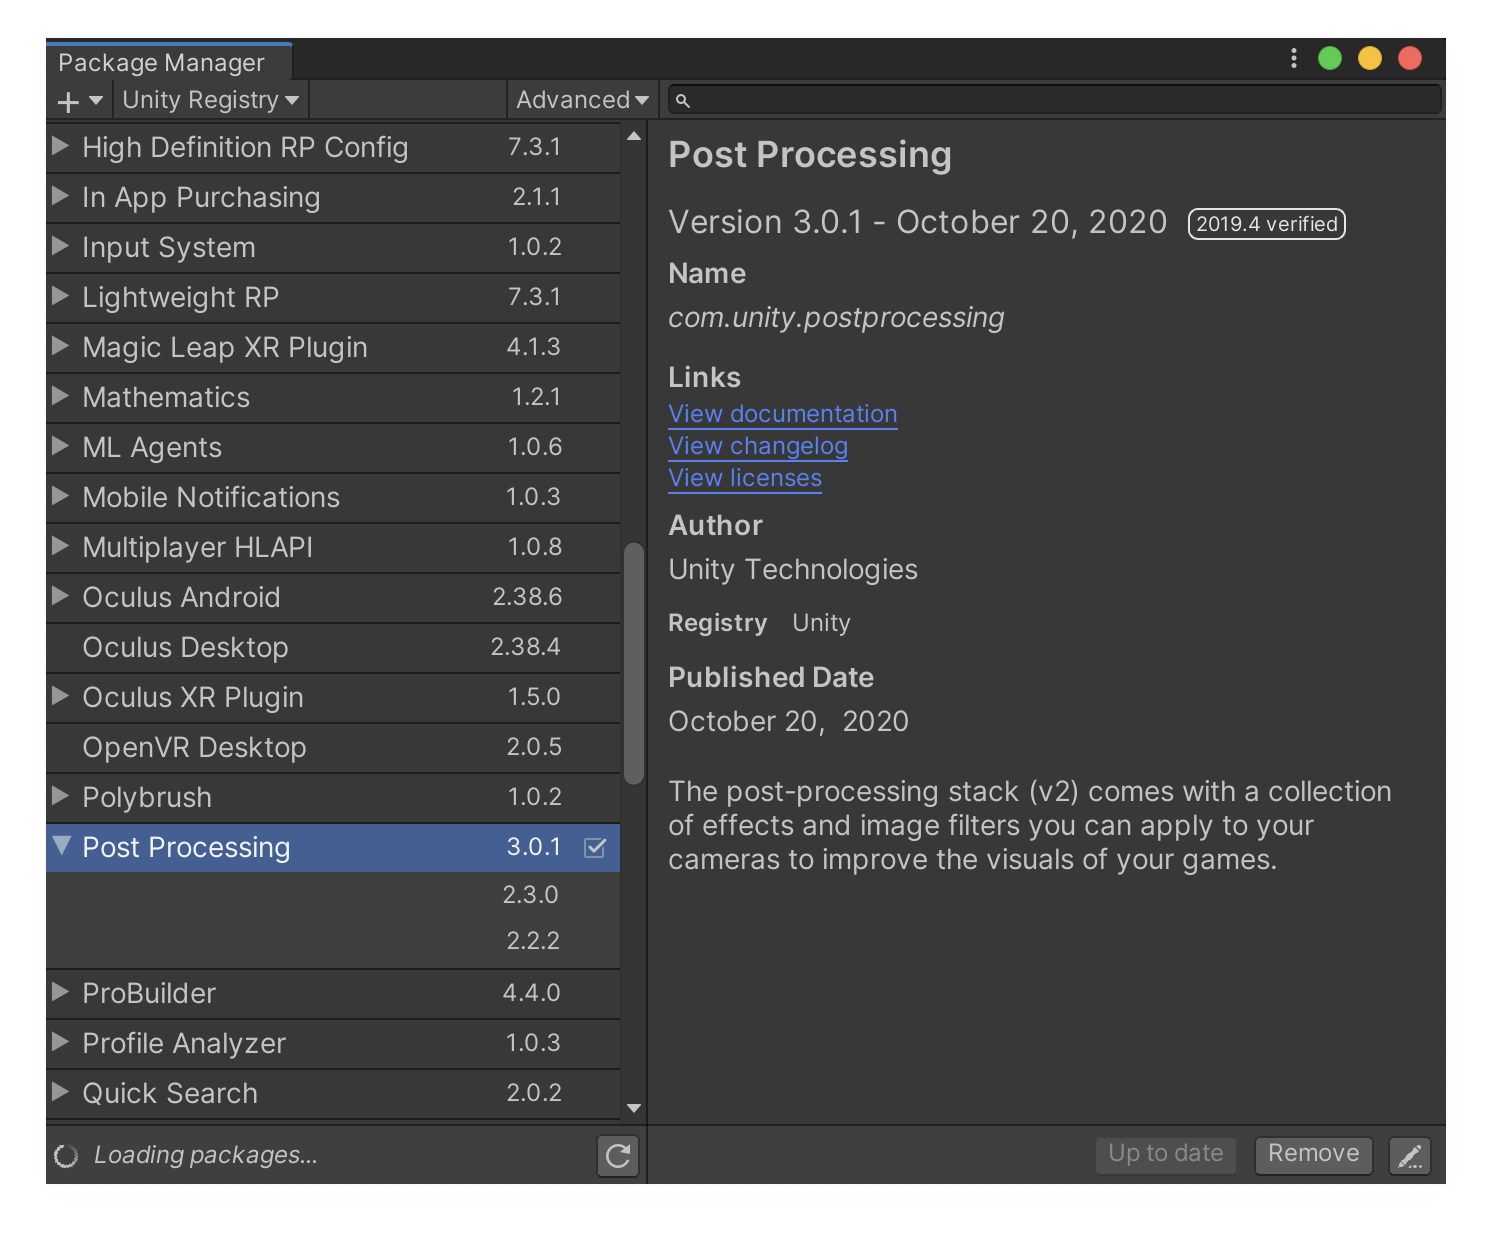 Package Manager
+ Unity Registry Advanced
High Definition RP Config 7.3.1
In App Purchasing 2.1.1
Input System 1.0.2
Lightweight RP 7.3.1
Magic Leap XR Plugin 4.1.3
Mathematics 1.2.1
ML Agents 1.0.6
Mobile Notifications 1.0.3
Multiplayer HLAPI 1.0.8
Oculus Android 2.38.6
Oculus Desktop 2.38.4
Oculus XR Plugin 1.5.0
OpenVR Desktop 2.0.5
Polybrush 1.0.2
Post Processing 3.0.1
2.3.0
2.2.2
ProBuilder 4.4.0
Profile Analyzer 1.0.3
Quick Search 2.0.2
Loading packages...
Post Processing
Version 3.0.1 - October 20, 2020 2019.4 verified
Name
com.unity.postprocessing
Links
View documentation
View changelog
View licenses
Author
Unity Technologies
Registry Unity
Published Date
October 20, 2020
The post-processing stack (v2) comes with a collection
of effects and image filters you can apply to your
cameras to improve the visuals of your games.
Up to date Remove